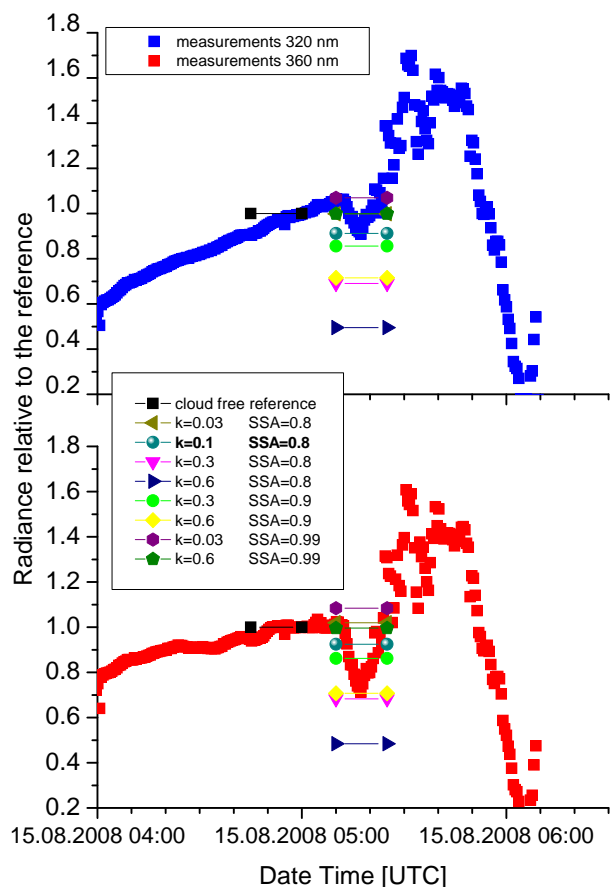 measurements 320 nm
measurements 360 nm
1.8
1.6
1.4
1.2
1.0
0.8
0.6
0.4
0.2
Radiance relative to the reference
cloud free reference
k=0.03 SSA=0.8
k=0.1 SSA=0.8
k=0.3 SSA=0.8
k=0.6 SSA=0.8
k=0.3 SSA=0.9
k=0.6 SSA=0.9
k=0.03 SSA=0.99
k=0.6 SSA=0.99
1.8
1.6
1.4
1.2
1.0
0.8
0.6
0.4
0.2
15.08.2008 04:00 15.08.2008 05:00 15.08.2008 06:00
Date Time [UTC]